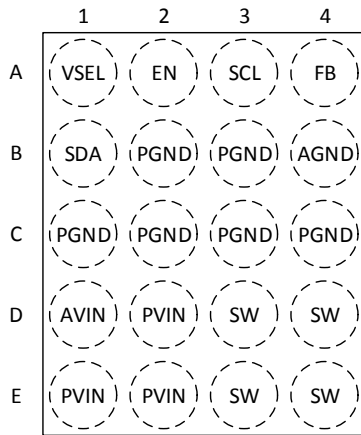 1 2 3 4
A VSEL EN SCL FB
B SDA PGND PGND AGND
C PGND PGND PGND PGND
D AVIN PVIN SW SW
E PVIN PVIN SW SW